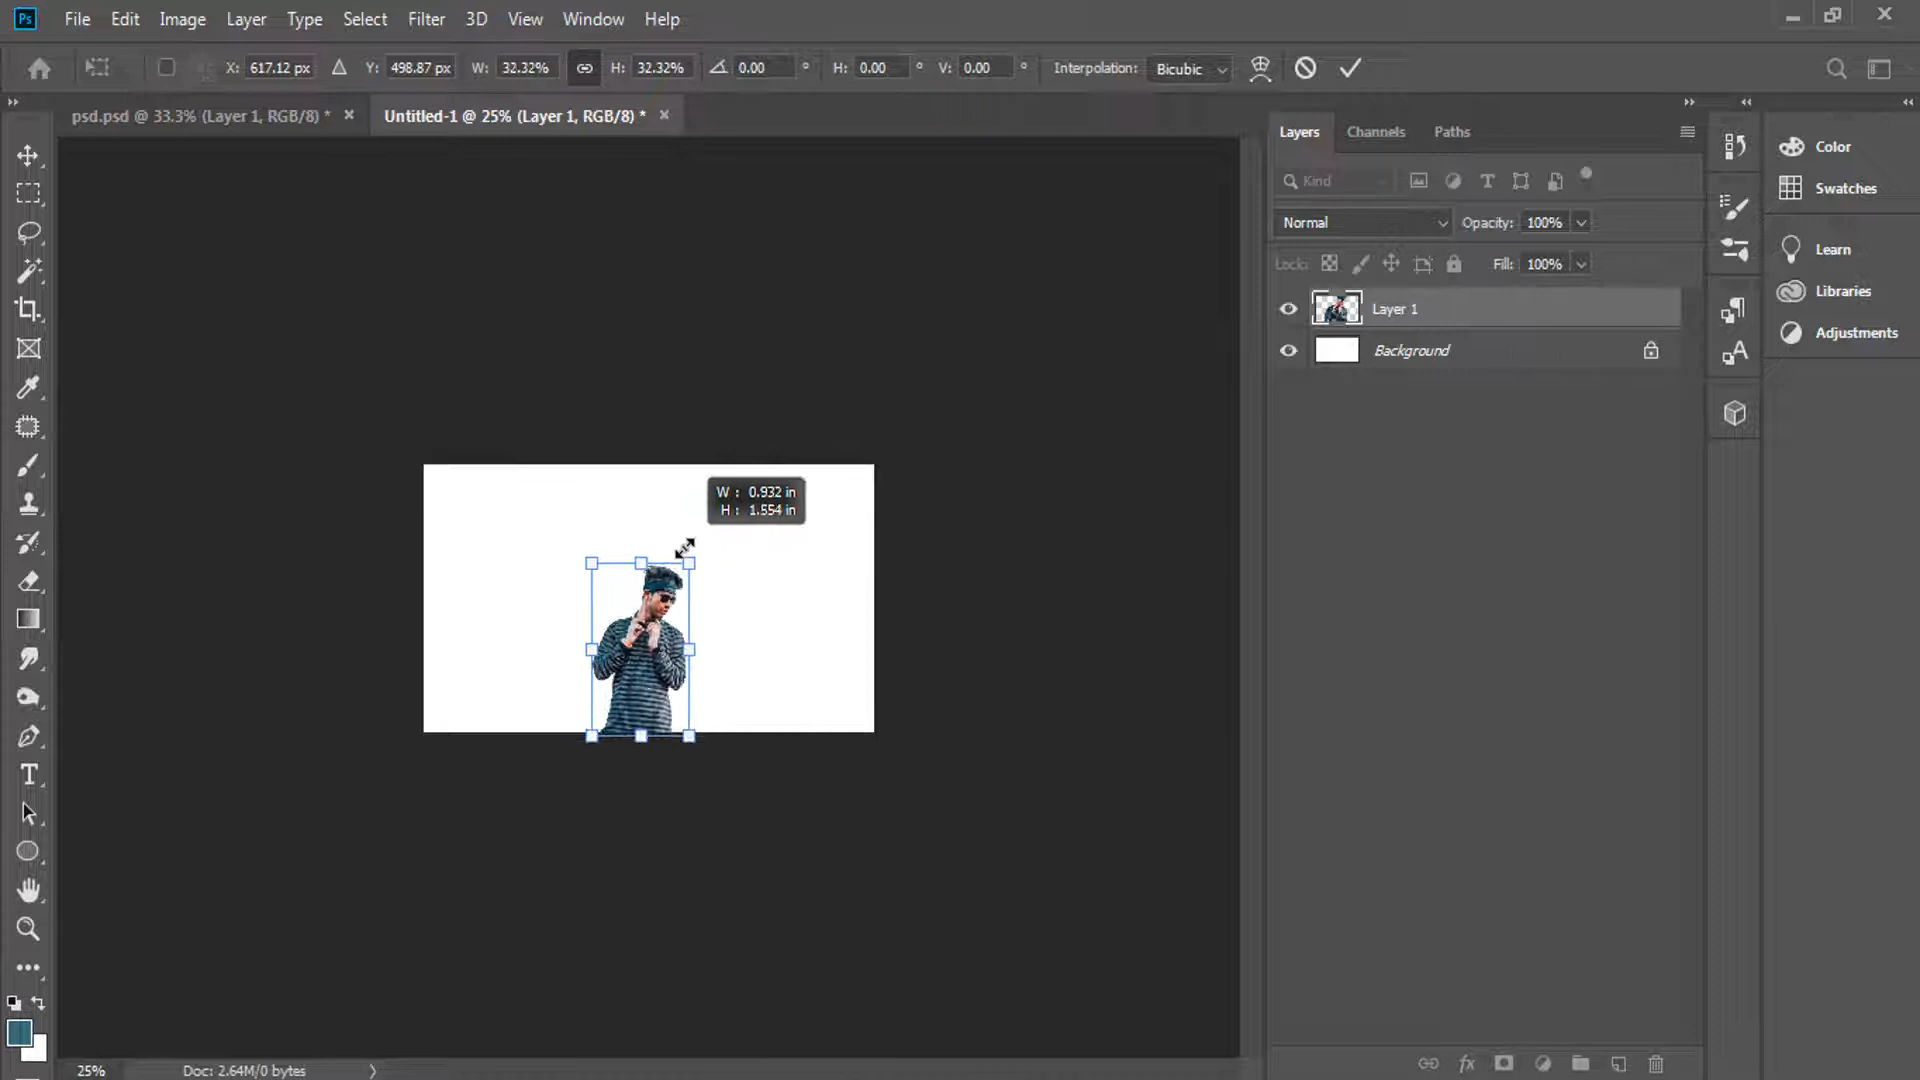 Ps File Edit Image Layer Type Select Filter 3D View Window Help
X: 617.12 px Y: 498.87 px W: 32.32% H: 32.32% 0.00 ° H: 0.00 ° V: 0.00 ° Interpolation: Bicubic
psd.psd @ 33.3% (Layer 1, RGB/8) * × Untitled-1 @ 25% (Layer 1, RGB/8) * ×
Layers Channels Paths
Color
Kind
Swatches
Normal Opacity: 100%
Learn
Lock: Fill: 100%
Libraries
Layer 1
Adjustments
Background
W : 0.932 in
H : 1.554 in
25% Doc: 2.64M/0 bytes